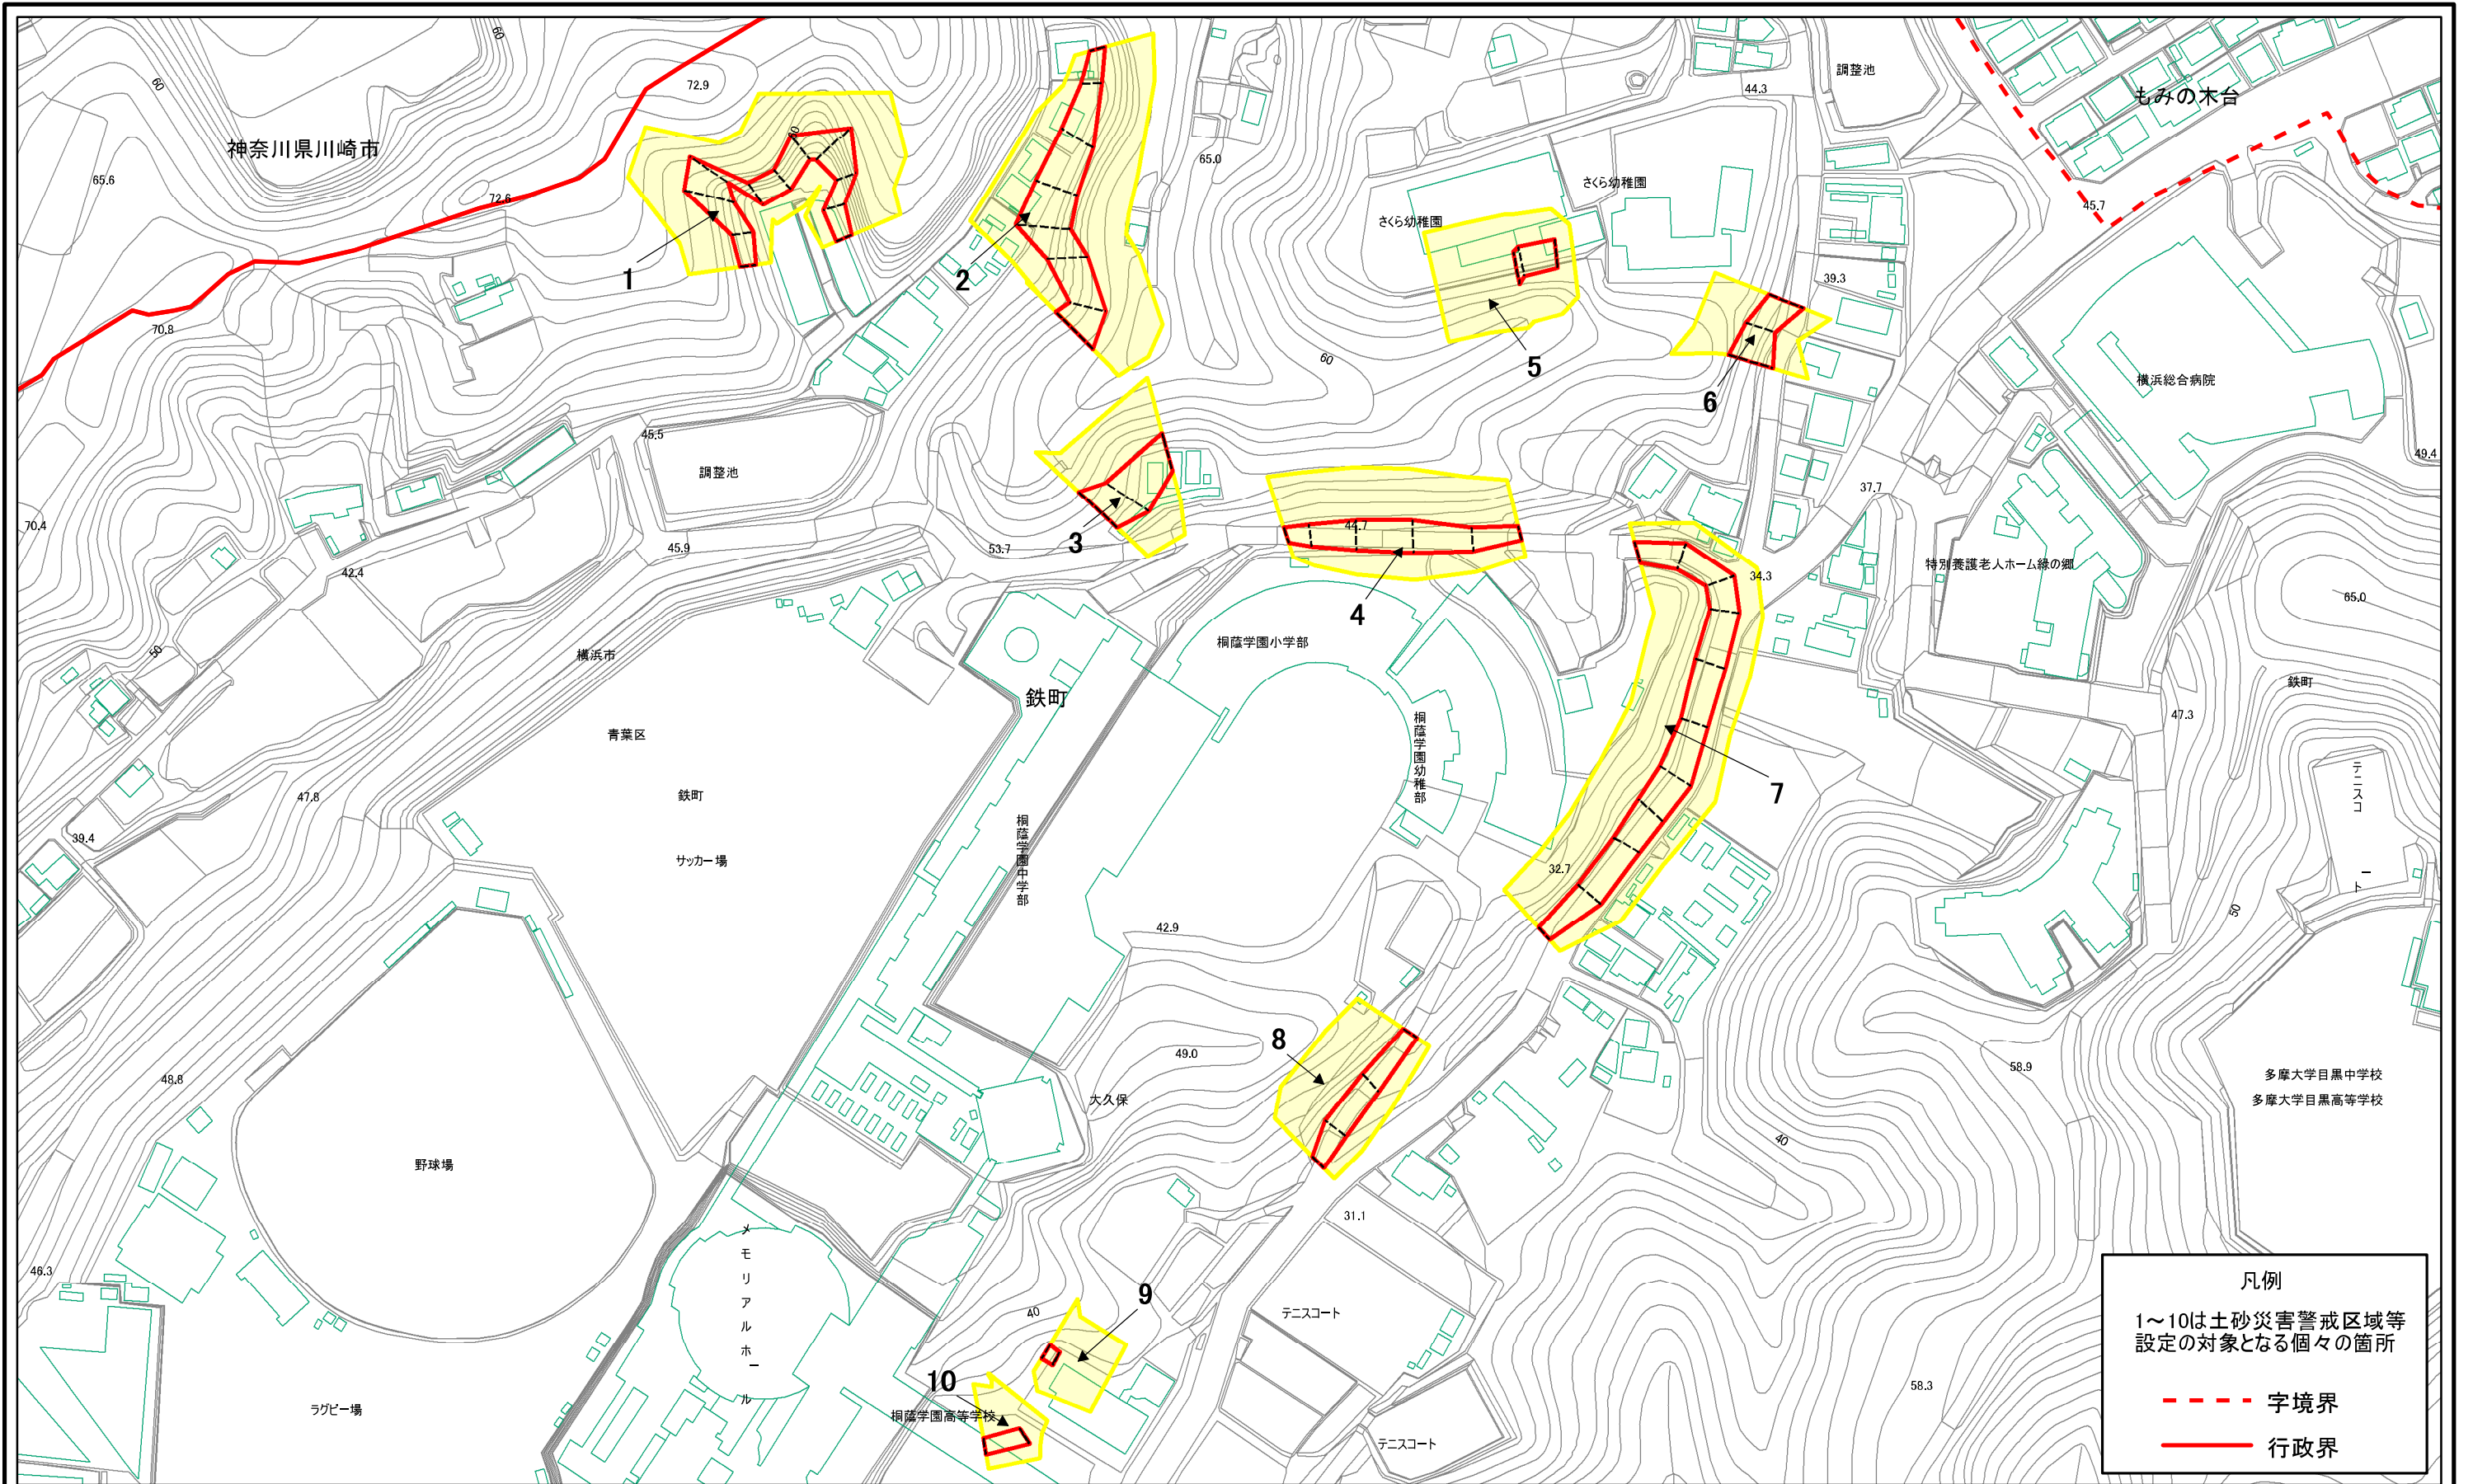 60
60
72.9
神奈川県川崎市
65.6
72.6
60
65.0
調整池
44.3
もみの木台
さくら幼稚園
さくら幼稚園
45.7
1
2
39.3
5
6
60
70.8
横浜総合病院
45.5
調整池
49.4
70.4
45.9
3
53.7
44.7
4
37.7
34.3
特別養護老人ホーム緑の郷
65.0
42.4
50
横浜市
桐蔭学園小学部
鉄町
鉄町
青葉区
桐蔭学園幼稚部
47.3
47.8
鉄町
7
テニスコ
ート
39.4
サッカー場
桐蔭学園中学部
32.7
42.9
50
8
49.0
48.8
大久保
58.9
多摩大学目黒中学校
多摩大学目黒高等学校
40
野球場
31.1
メモリアルホール
46.3
9
40
テニスコート
10
桐蔭学園高等学校
ラグビー場
テニスコート
58.3
凡例
1～10は土砂災害警戒区域等
設定の対象となる個々の箇所
字境界
行政界